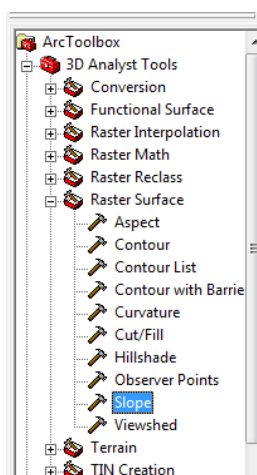 ArcToolbox
3D Analyst Tools
Conversion
Functional Surface
Raster Interpolation
Raster Math
Raster Reclass
Raster Surface
Aspect
Contour
Contour List
Contour with Barrie
Curvature
Cut/Fill
Hillshade
Observer Points
Slope
Viewshed
Terrain
TIN Creation